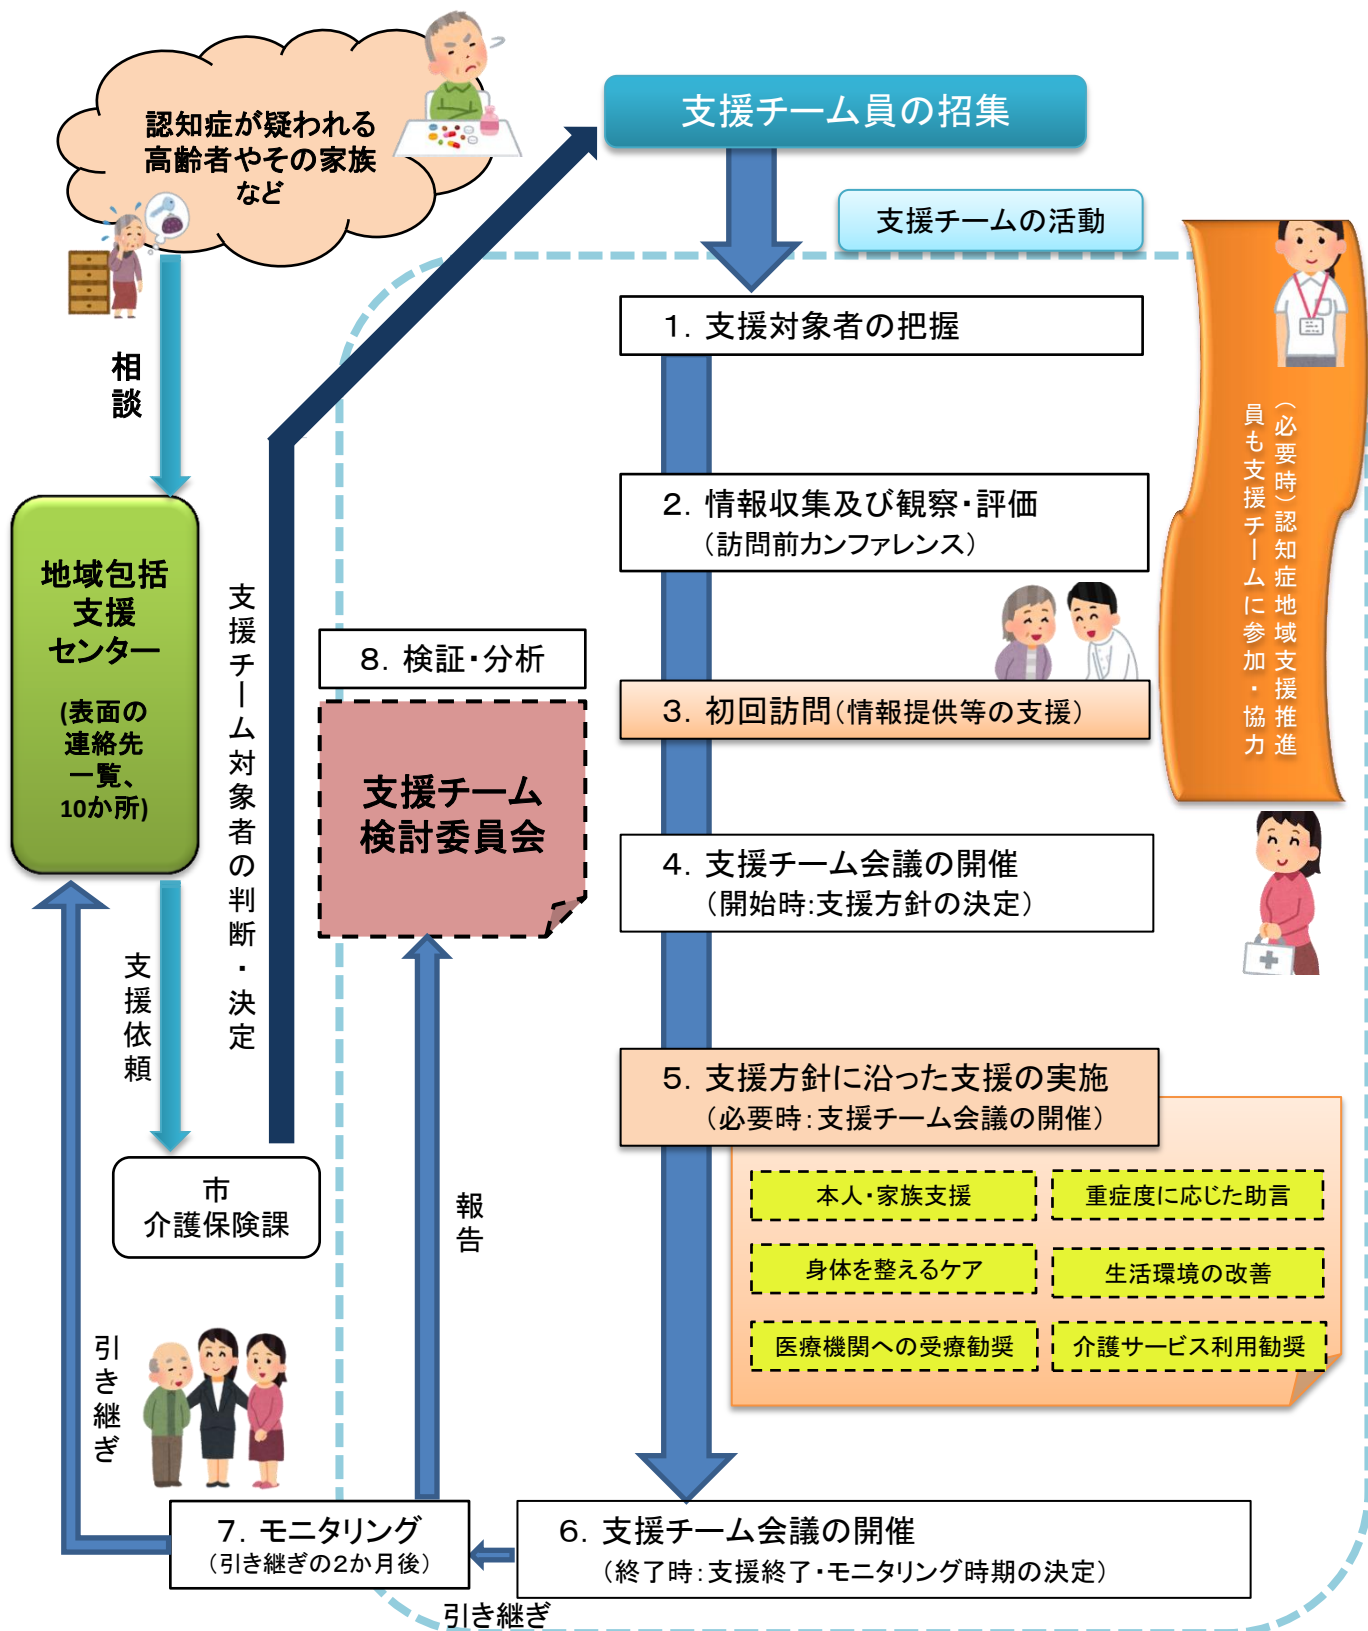 認知症が疑われる
高齢者やその家族
など
支援チーム員の招集
支援チームの活動
相談
1．支援対象者の把握
（必要時）認知症地域支援推進
員も支援チームに参加・協力
2．情報収集及び観察・評価
（訪問前カンファレンス）
地域包括
支援
センター
(表面の
連絡先
一覧、
10か所)
支援チーム対象者の判断・決定
8．検証・分析
支援チーム
検討委員会
3．初回訪問（情報提供等の支援）
4．支援チーム会議の開催
（開始時：支援方針の決定）
支援依頼
5．支援方針に沿った支援の実施
（必要時：支援チーム会議の開催）
本人・家族支援
重症度に応じた助言
身体を整えるケア
生活環境の改善
医療機関への受療勧奨
介護サービス利用勧奨
市
介護保険課
報告
引き継ぎ
7．モニタリング
（引き継ぎの2か月後）
6．支援チーム会議の開催
（終了時：支援終了・モニタリング時期の決定）
引き継ぎ